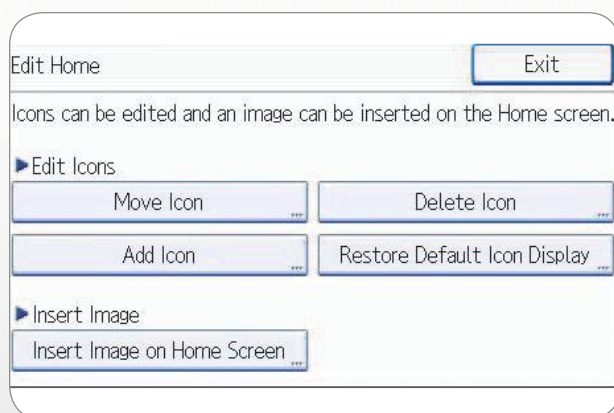 Edit Home
Exit
Icons can be edited and an image can be inserted on the Home screen.
►Edit Icons
Move Icon
Delete Icon
Add Icon
Restore Default Icon Display
►Insert Image
Insert Image on Home Screen